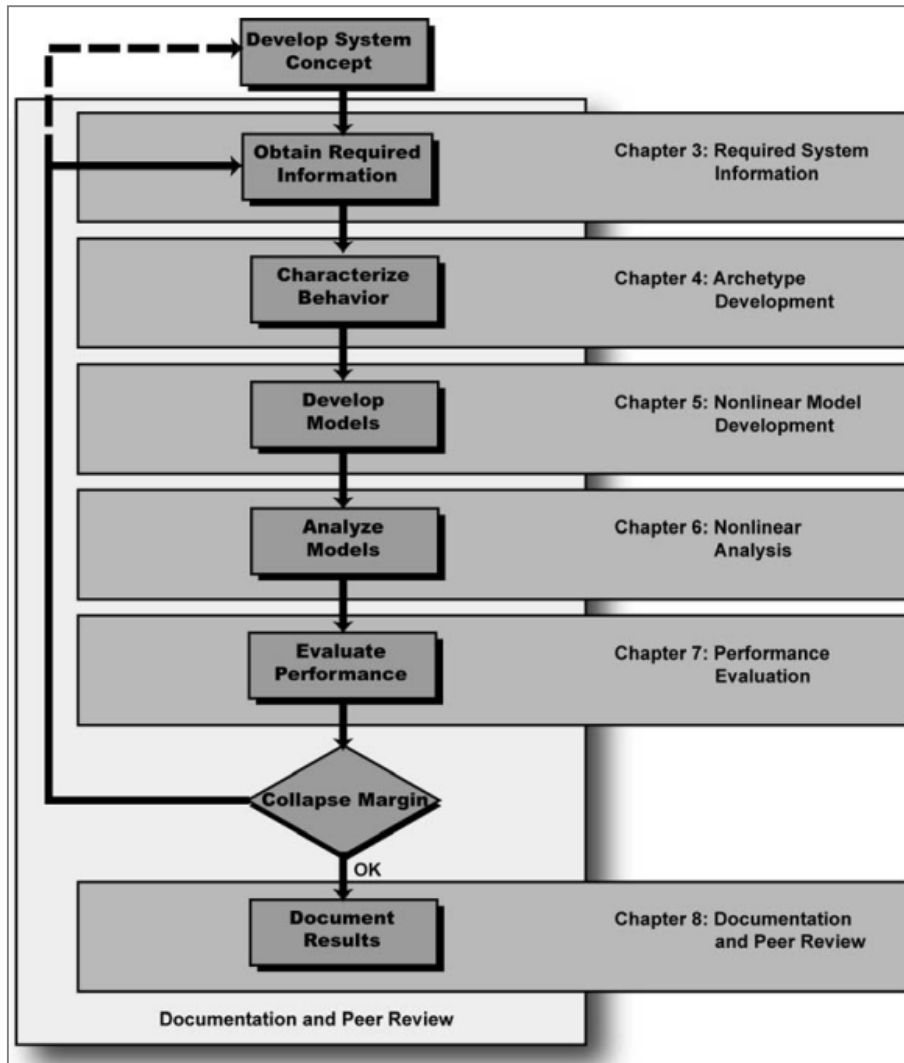 Develop System
Concept
Obtain Required
Information
Chapter 3: Required System
Information
Characterize
Behavior
Chapter 4: Archetype
Development
Develop
Models
Chapter 5: Nonlinear Model
Development
Analyze
Models
Chapter 6: Nonlinear
Analysis
Evaluate
Performance
Chapter 7: Performance
Evaluation
Collapse Margin
OK
Document
Results
Chapter 8: Documentation
and Peer Review
Documentation and Peer Review